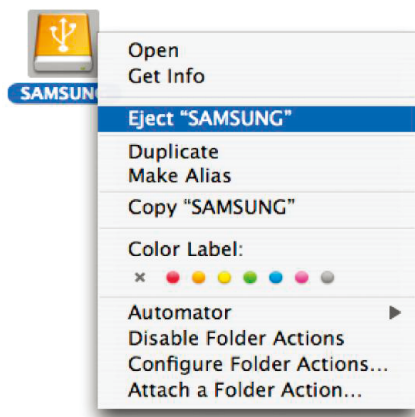 SAMSUN
Open
Get Info
Eject “SAMSUNG”
Duplicate
Make Alias
Copy “SAMSUNG”
Color Label:
Automator
Disable Folder Actions
Configure Folder Actions...
Attach a Folder Action...